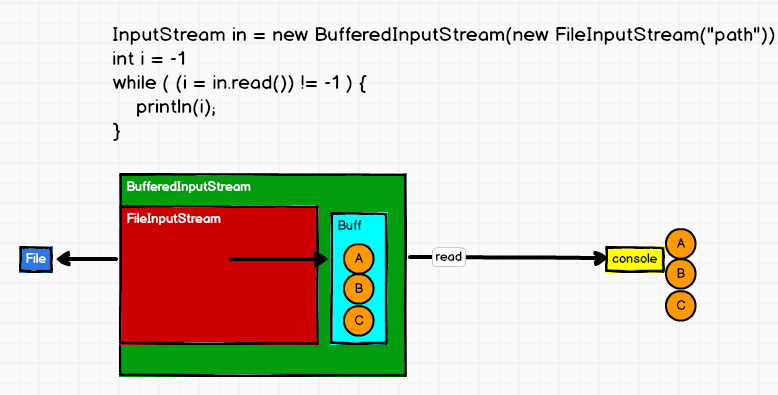 InputStream in = new BufferedInputStream(new FileInputStream("path"))
int i = -1
while ( (i = in.read()) != -1 ) {
println(i);
}
BufferedInputStream
FileInputStream
Buff
File
A
B
C
read
console
A
B
C